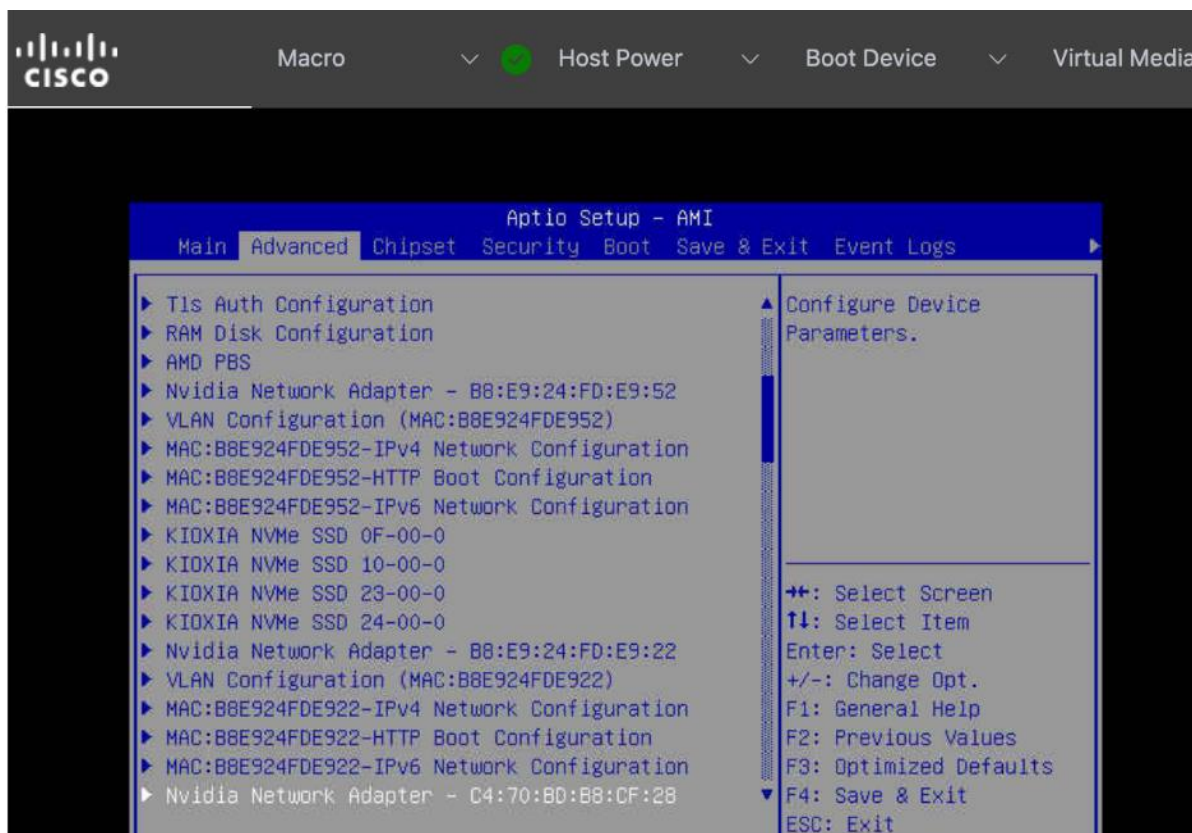 CISCO
Macro Host Power Boot Device Virtual Media
Aptio Setup - AMI
Main Advanced Chipset Security Boot Save & Exit Event Logs
Tls Auth Configuration
RAM Disk Configuration
AMD PBS
Nvidia Network Adapter - B8:E9:24:FD:E9:52
VLAN Configuration (MAC:B8E924FDE952)
MAC:B8E924FDE952-IPv4 Network Configuration
MAC:B8E924FDE952-HTTP Boot Configuration
MAC:B8E924FDE952-IPv6 Network Configuration
KIOXIA NVMe SSD 0F-00-0
KIOXIA NVMe SSD 10-00-0
KIOXIA NVMe SSD 23-00-0
KIOXIA NVMe SSD 24-00-0
Nvidia Network Adapter - B8:E9:24:FD:E9:22
VLAN Configuration (MAC:B8E924FDE922)
MAC:B8E924FDE922-IPv4 Network Configuration
MAC:B8E924FDE922-HTTP Boot Configuration
MAC:B8E924FDE922-IPv6 Network Configuration
Nvidia Network Adapter - C4:70:BD:B8:CF:28
Configure Device
Parameters.
→←: Select Screen
↑↓: Select Item
Enter: Select
+/-: Change Opt.
F1: General Help
F2: Previous Values
F3: Optimized Defaults
F4: Save & Exit
ESC: Exit